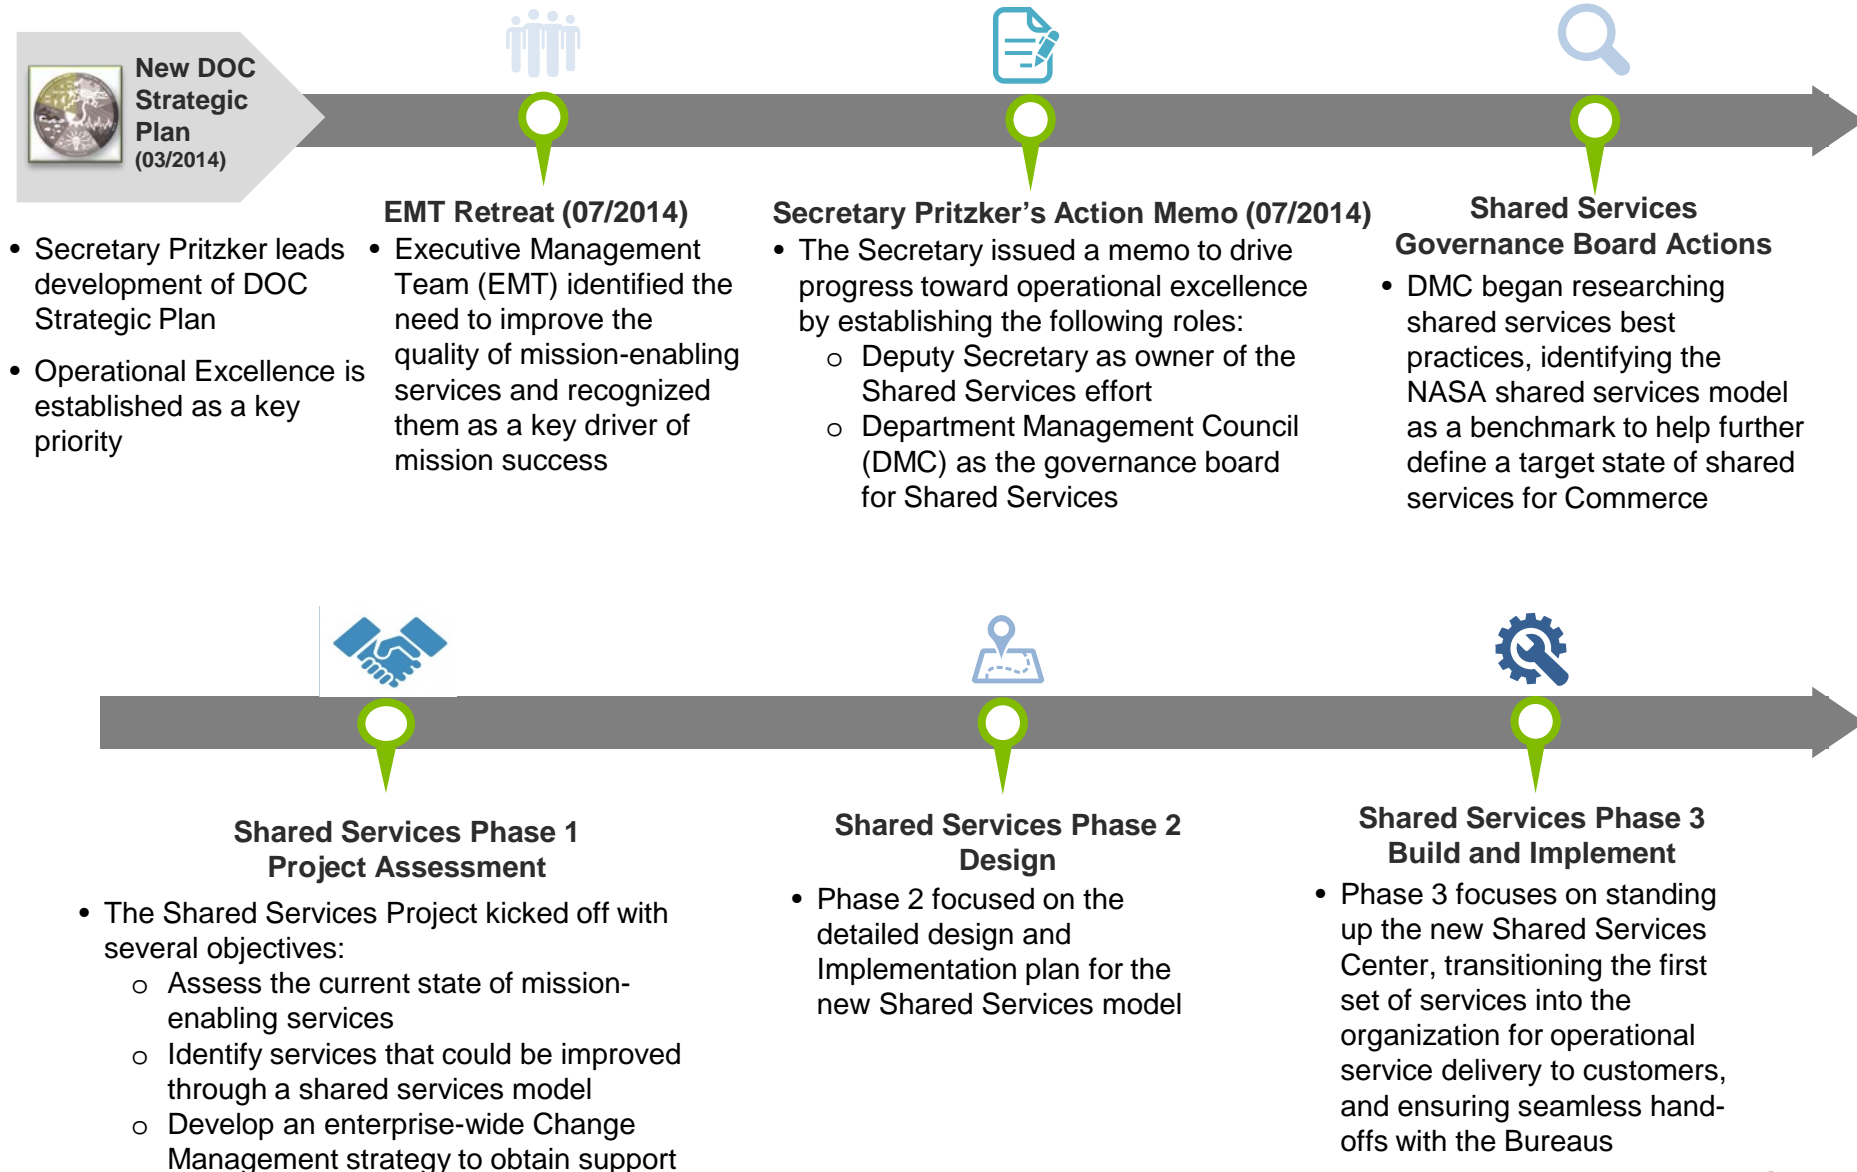 New DOC
Strategic
Plan
(03/2014)
• Secretary Pritzker leads
development of DOC
Strategic Plan
• Operational Excellence is
established as a key
priority
EMT Retreat (07/2014)
• Executive Management
Team (EMT) identified the
need to improve the
quality of mission-enabling
services and recognized
them as a key driver of
mission success
Secretary Pritzker’s Action Memo (07/2014)
• The Secretary issued a memo to drive
progress toward operational excellence
by establishing the following roles:
o Deputy Secretary as owner of the
Shared Services effort
o Department Management Council
(DMC) as the governance board
for Shared Services
Shared Services
Governance Board Actions
• DMC began researching
shared services best
practices, identifying the
NASA shared services model
as a benchmark to help further
define a target state of shared
services for Commerce
Shared Services Phase 1
Project Assessment
• The Shared Services Project kicked off with
several objectives:
o Assess the current state of mission-
enabling services
o Identify services that could be improved
through a shared services model
o Develop an enterprise-wide Change
Management strategy to obtain support
Shared Services Phase 2
Design
• Phase 2 focused on the
detailed design and
Implementation plan for the
new Shared Services model
Shared Services Phase 3
Build and Implement
• Phase 3 focuses on standing
up the new Shared Services
Center, transitioning the first
set of services into the
organization for operational
service delivery to customers,
and ensuring seamless hand-
offs with the Bureaus